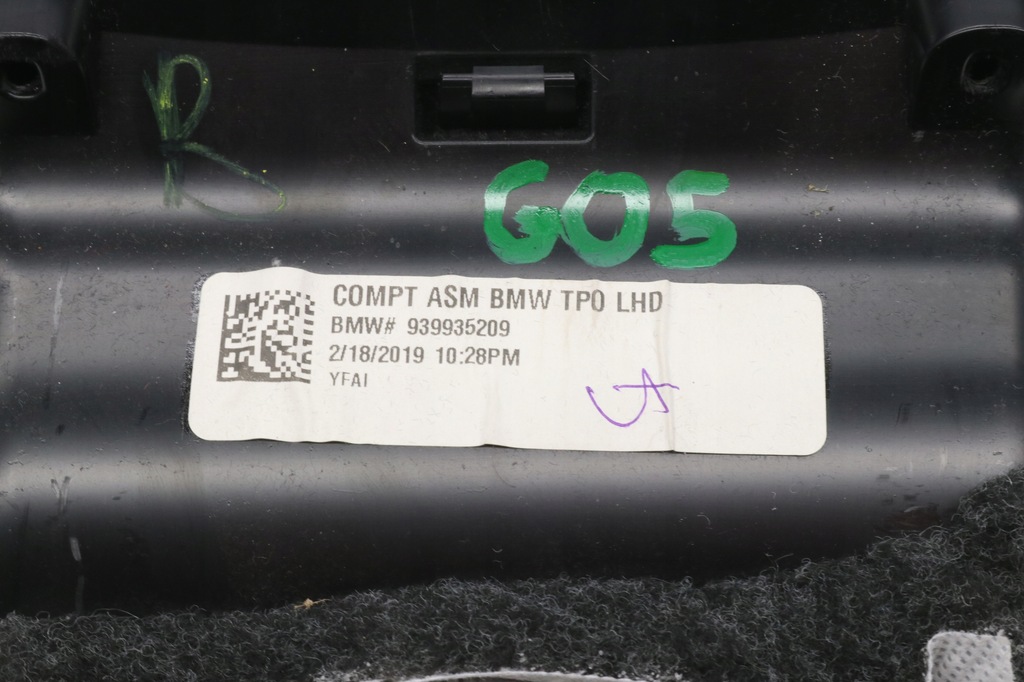 R
G05
COMPT ASM BMW TPO LHD
BMW# 939935209
2/18/2019 10:28PM
YFAI